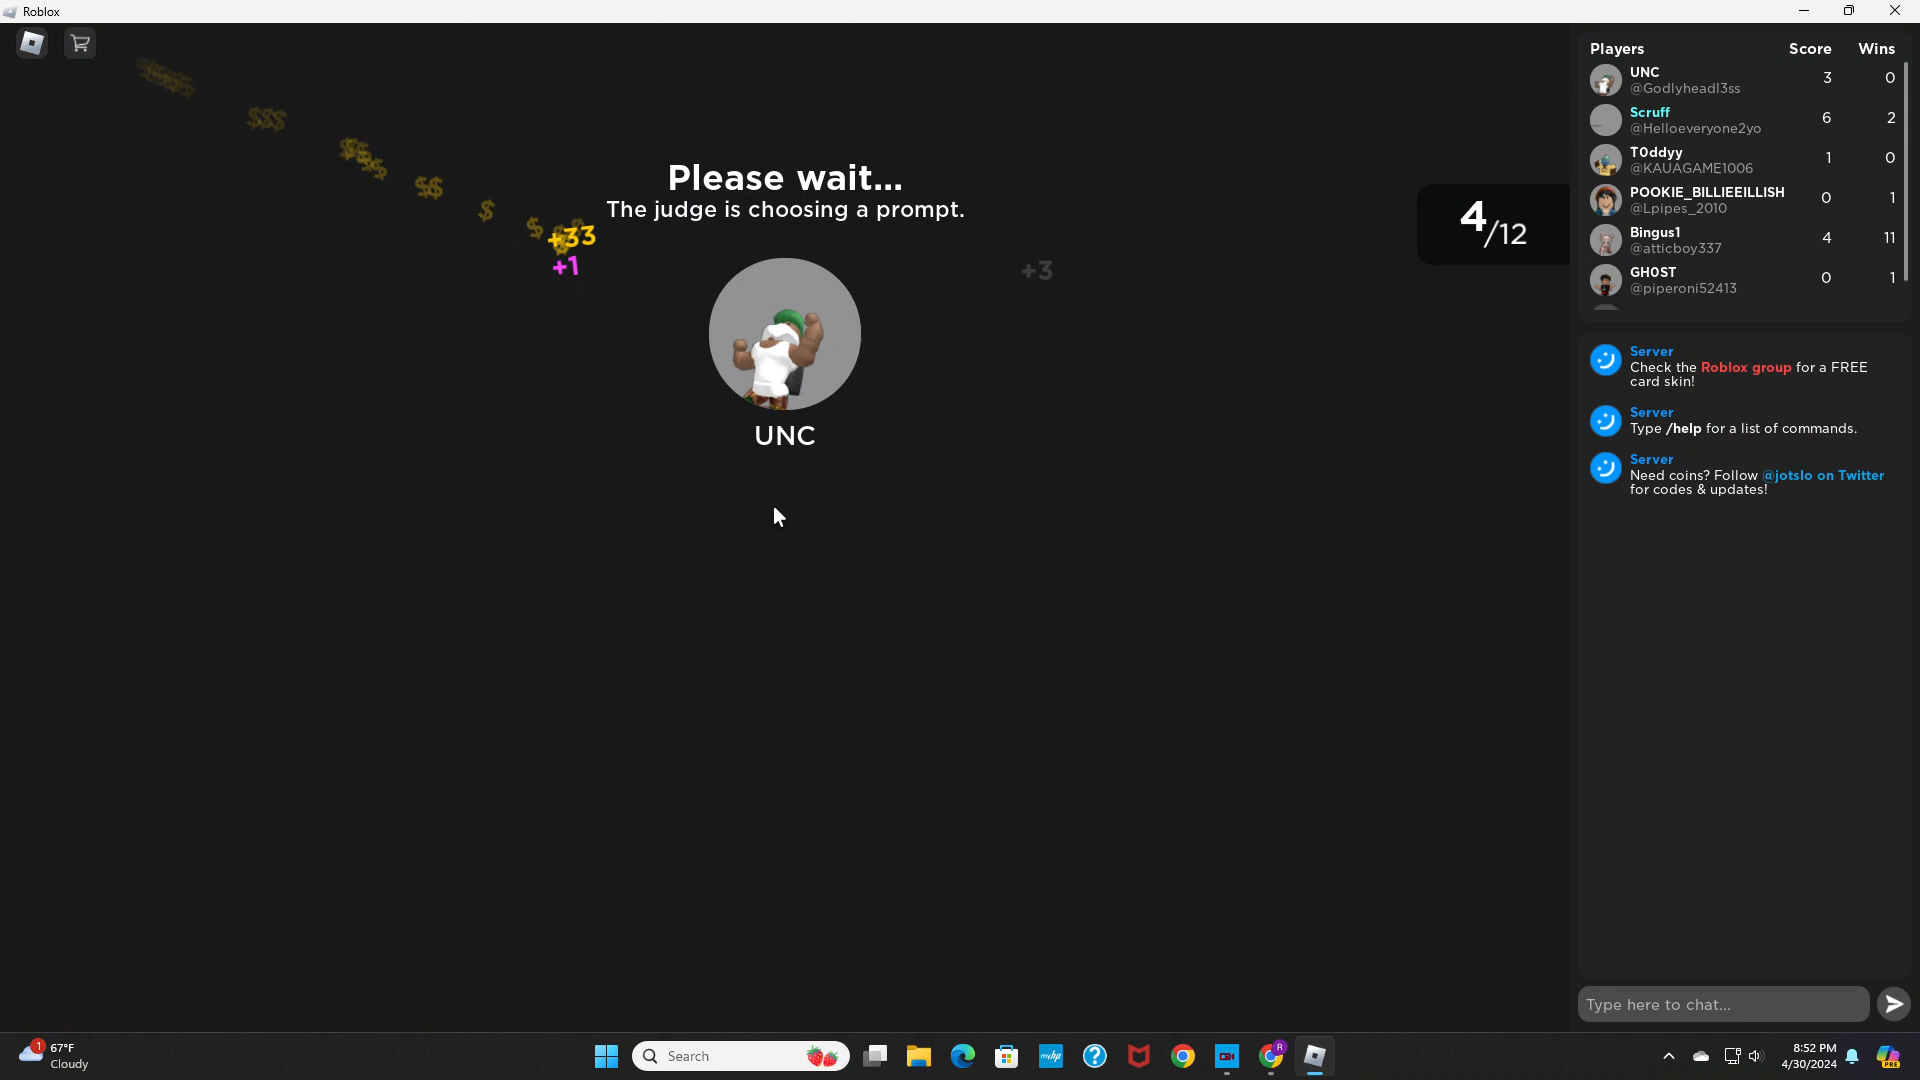 Roblox
$$$
$$
$
$
+33
+1
+3
Please wait...
The judge is choosing a prompt.
UNC
4/12
Players Score Wins
UNC
@Godlyheadl3ss 3 0
Scruff
@Helloeveryone2yo 6 2
T0ddyy
@KAUAGAME1006 1 0
POOKIE_BILLIEEILLISH
@Lpipes_2010 0 1
Bingus1
@atticboy337 4 11
GH0ST
@piperoni52413 0 1
Server
Check the Roblox group for a FREE
card skin!
Server
Type /help for a list of commands.
Server
Need coins? Follow @jotslo on Twitter
for codes & updates!
Type here to chat...
1
67°F
Cloudy
Search
myhp
R
8:52 PM
4/30/2024
PRE